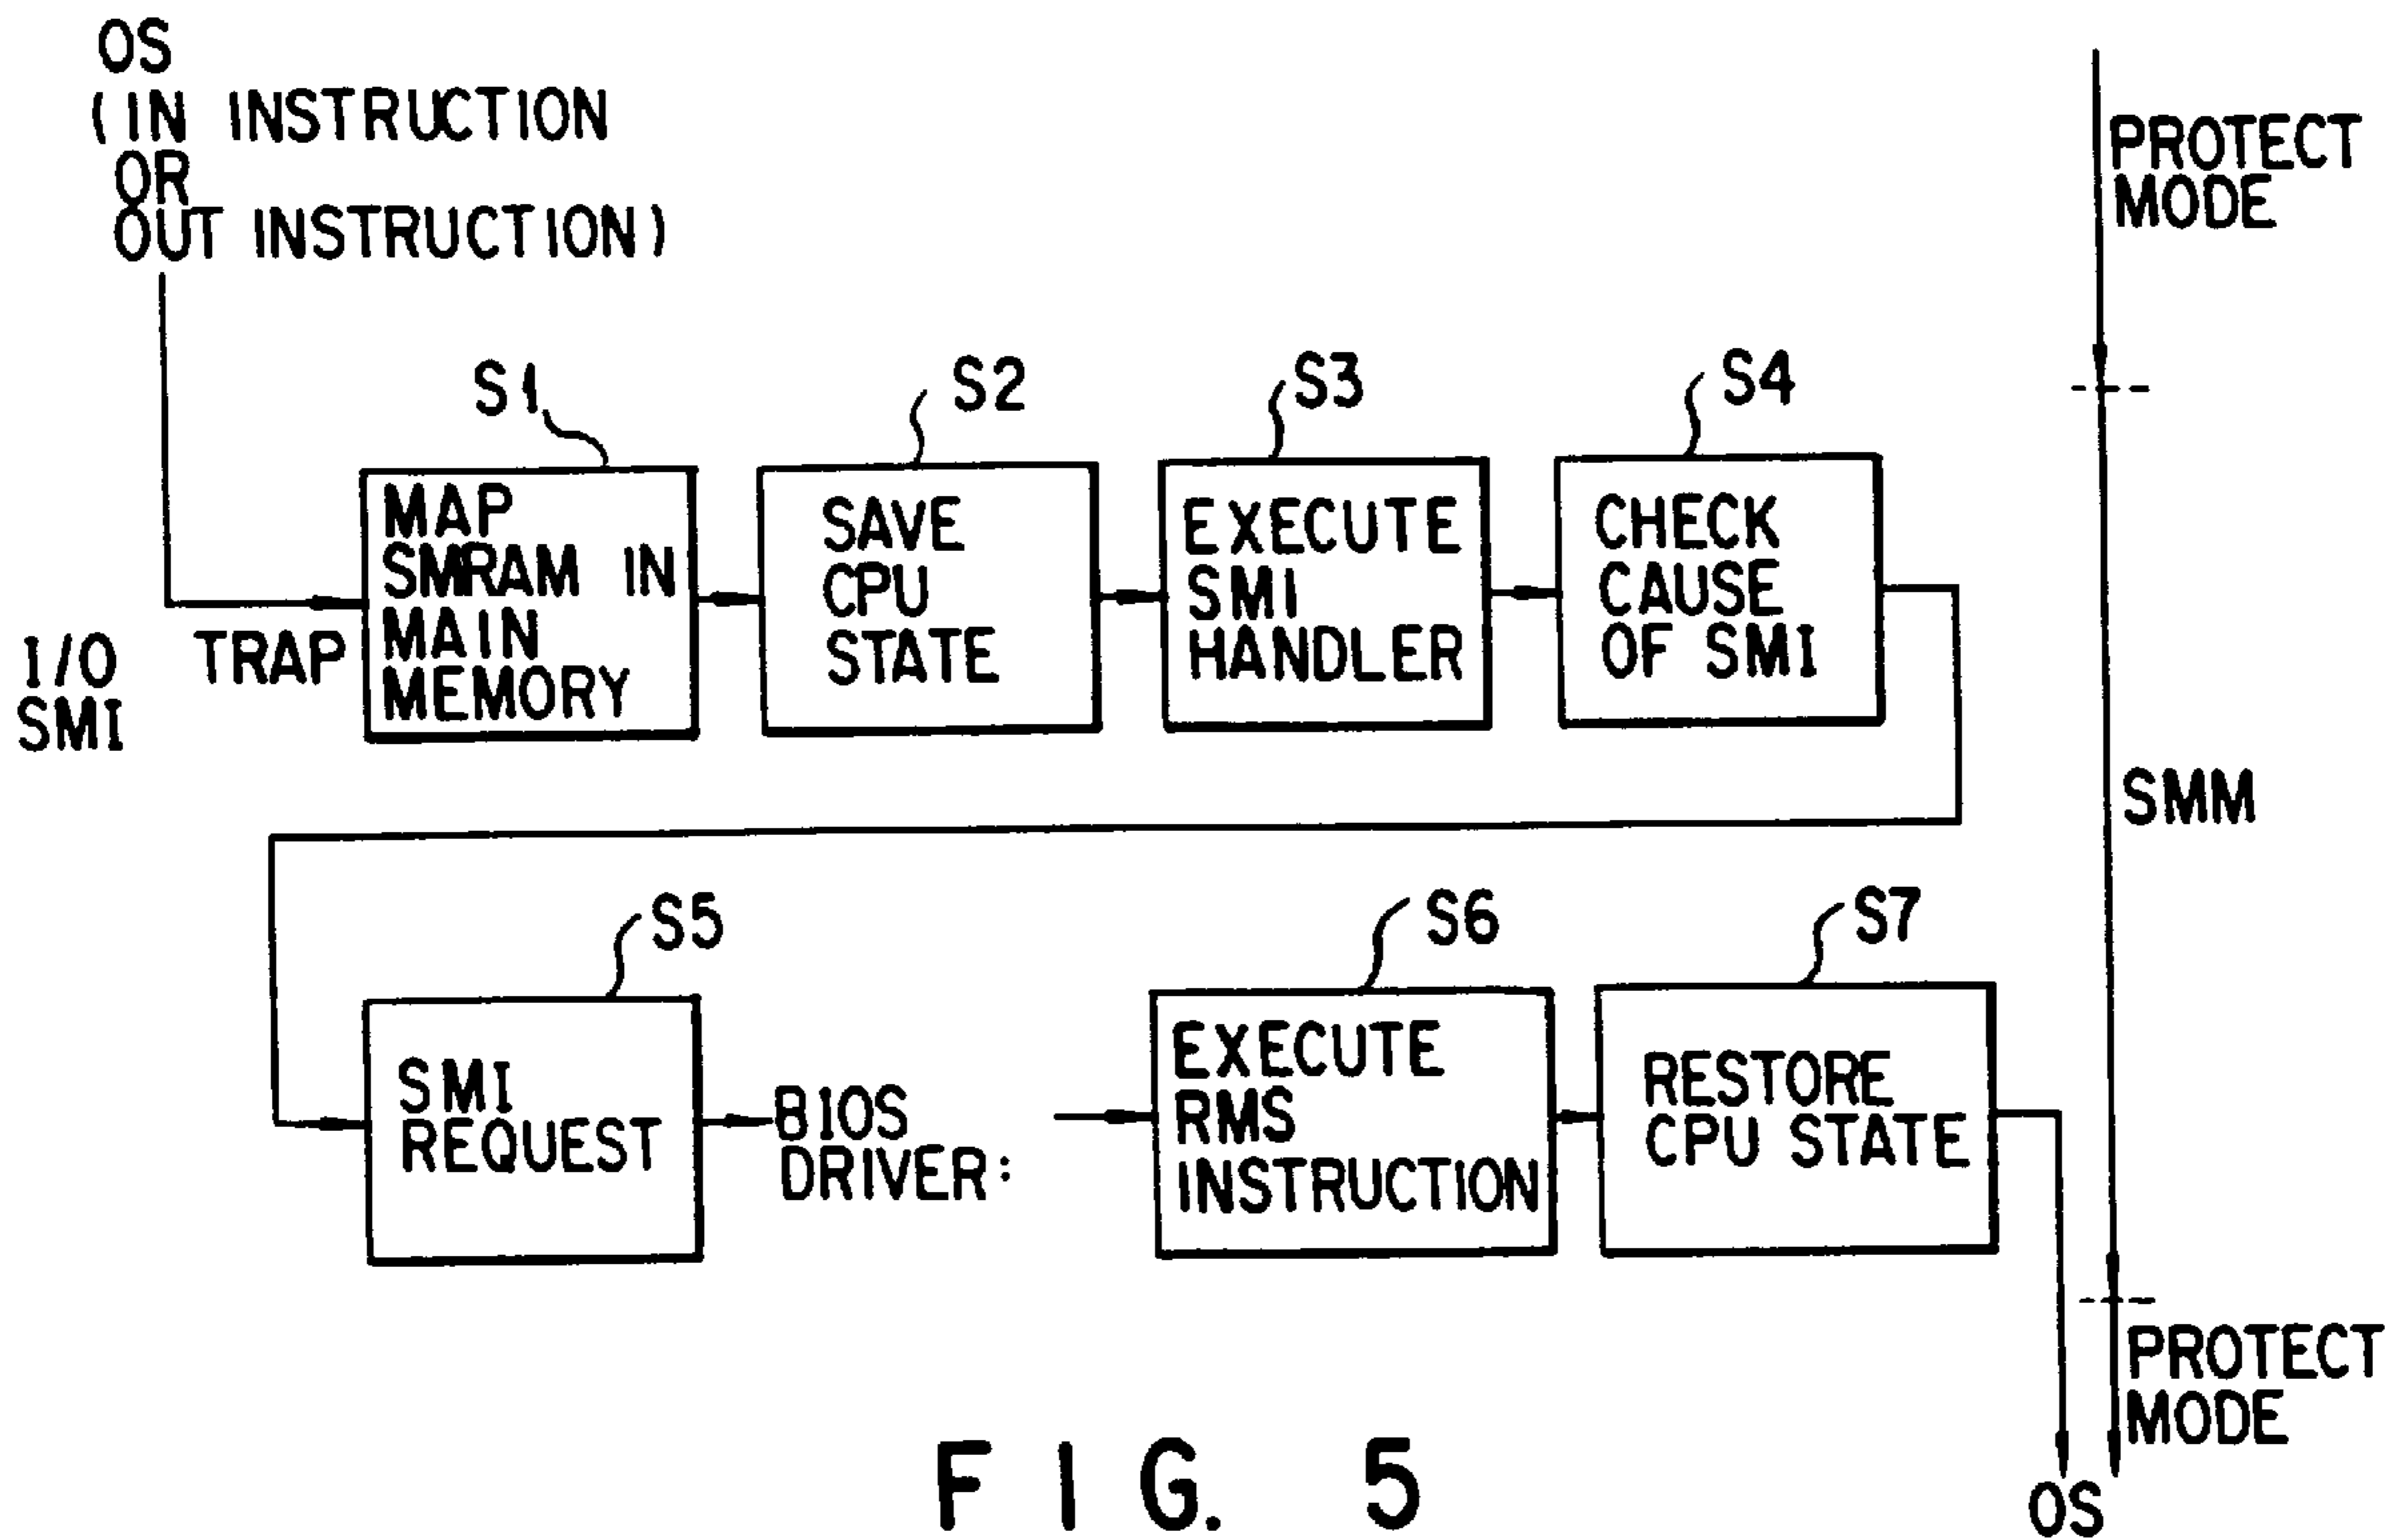 OS
(IN INSTRUCTION
OR
OUT INSTRUCTION)
PROTECT
MODE
S1
S2
S3
S4
MAP
SMRAM IN
MAIN
MEMORY
SAVE
CPU
STATE
EXECUTE
SMI
HANDLER
CHECK
CAUSE
OF SMI
I/O
SMI
TRAP
SMM
S5
S6
S7
SMI
REQUEST
BIOS
DRIVER:
EXECUTE
RMS
INSTRUCTION
RESTORE
CPU STATE
PROTECT
MODE
OS
FIG. 5